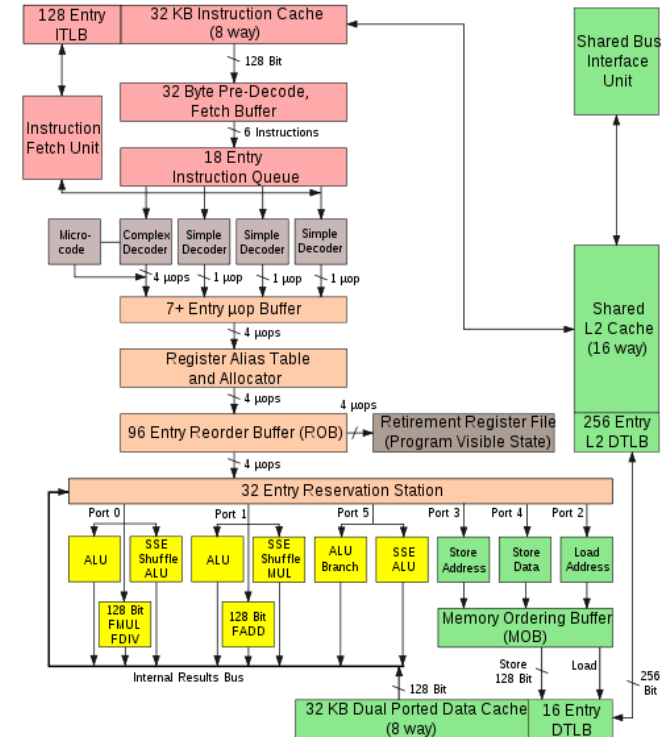 128 Entry
ITLB
32 KB Instruction Cache
(8 way)
Shared Bus
Interface
Unit
128 Bit
32 Byte Pre-Decode,
Fetch Buffer
Instruction
Fetch Unit
6 Instructions
18 Entry
Instruction Queue
Micro-
code
Complex
Decoder
Simple
Decoder
Simple
Decoder
Simple
Decoder
4 µops
1 µop
1 µop
1 µop
7+ Entry µop Buffer
Shared
L2 Cache
(16 way)
4 µops
Register Alias Table
and Allocator
4 µops
4 µops
96 Entry Reorder Buffer (ROB)
Retirement Register File
(Program Visible State)
256 Entry
L2 DTLB
4 µops
32 Entry Reservation Station
Port 0
Port 1
Port 5
Port 3
Port 4
Port 2
ALU
SSE
Shuffle
ALU
ALU
SSE
Shuffle
MUL
ALU
Branch
SSE
ALU
Store
Address
Store
Data
Load
Address
128 Bit
FMUL
FDIV
128 Bit
FADD
Memory Ordering Buffer
(MOB)
Internal Results Bus
Store
128 Bit
Load
128 Bit
256
Bit
32 KB Dual Ported Data Cache
(8 way)
16 Entry
DTLB